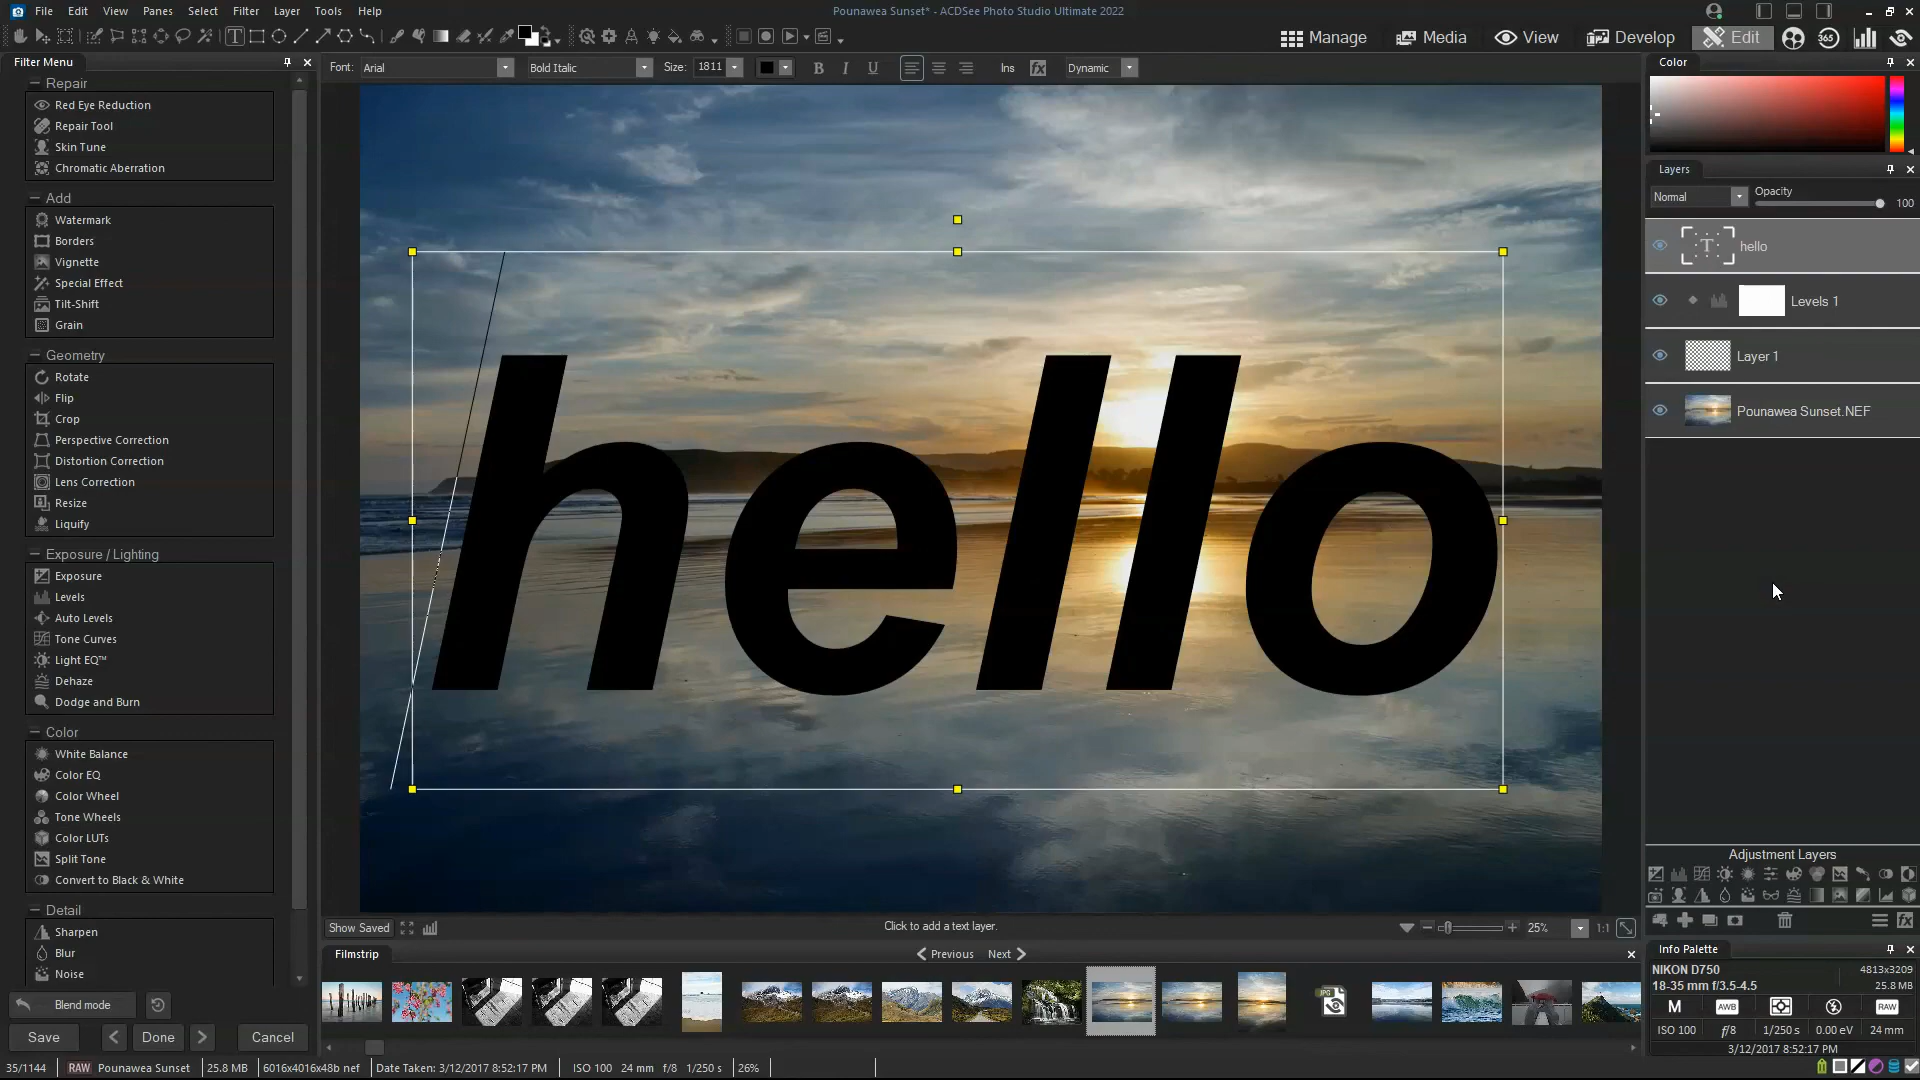 File Edit View Panes Select Filter Layer Tools Help
Pounawea Sunset* - ACDSee Photo Studio Ultimate 2022
Manage Media View Develop Edit 365
Filter Menu
Repair
Red Eye Reduction
Repair Tool
Skin Tune
Chromatic Aberration
Add
Watermark
Borders
Vignette
Special Effect
Tilt-Shift
Grain
Geometry
Rotate
Flip
Crop
Perspective Correction
Distortion Correction
Lens Correction
Resize
Liquify
Exposure / Lighting
Exposure
Levels
Auto Levels
Tone Curves
Light EQ™
Dehaze
Dodge and Burn
Color
White Balance
Color EQ
Color Wheel
Tone Wheels
Color LUTs
Split Tone
Convert to Black & White
Detail
Sharpen
Blur
Noise
Blend mode
Save Done Cancel
Font: Arial Bold Italic Size: 1811 B I U Ins fx Dynamic
hello
Show Saved
Click to add a text layer.
25% 1:1
Filmstrip
Previous Next
JPG
Color
Layers
Normal Opacity 100
T hello
Levels 1
Layer 1
Pounawea Sunset.NEF
Adjustment Layers
fx
Info Palette
NIKON D750 4813x3209
18-35 mm f/3.5-4.5 25.8 MB
M AWB RAW
ISO 100 f/8 1/250 s 0.00 eV 24 mm
3/12/2017 8:52:17 PM
35/1144 RAW Pounawea Sunset 25.8 MB 6016x4016x48b nef Date Taken: 3/12/2017 8:52:17 PM ISO 100 24 mm f/8 1/250 s 26%